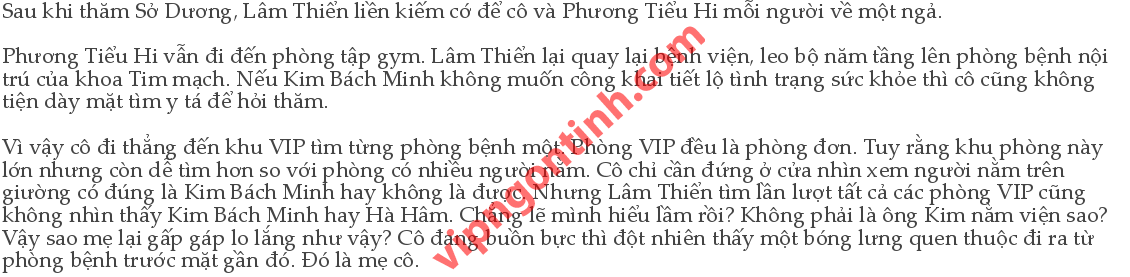 Sau khi thăm Sở Dương, Lâm Thiển liền kiếm cớ để cô và Phương Tiểu Hi mỗi người về một ngả.
Phương Tiểu Hi vẫn đi đến phòng tập gym. Lâm Thiển lại quay lại bệnh viện, leo bộ năm tầng lên phòng bệnh nội
trú của khoa Tim mạch. Nếu Kim Bách Minh không muốn công khai tiết lộ tình trạng sức khỏe thì cô cũng không
tiện dày mặt tìm y tá để hỏi thăm.
Vì vậy cô đi thẳng đến khu VIP tìm từng phòng bệnh một. Phòng VIP đều là phòng đơn. Tuy rằng khu phòng này
lớn nhưng còn dễ tìm hơn so với phòng có nhiều người nằm. Cô chỉ cần đứng ở cửa nhìn xem người nằm trên
giường có đúng là Kim Bách Minh hay không là được. Nhưng Lâm Thiển tìm lần lượt tất cả các phòng VIP cũng
không nhìn thấy Kim Bách Minh hay Hà Hâm. Chẳng lẽ mình hiểu lầm rồi? Không phải là ông Kim nằm viện sao?
Vậy sao mẹ lại gấp gáp lo lắng như vậy? Cô đang buồn bực thì đột nhiên thấy một bóng lưng quen thuộc đi ra từ
phòng bệnh trước mặt gần đó. Đó là mẹ cô.
vipngontinh.com